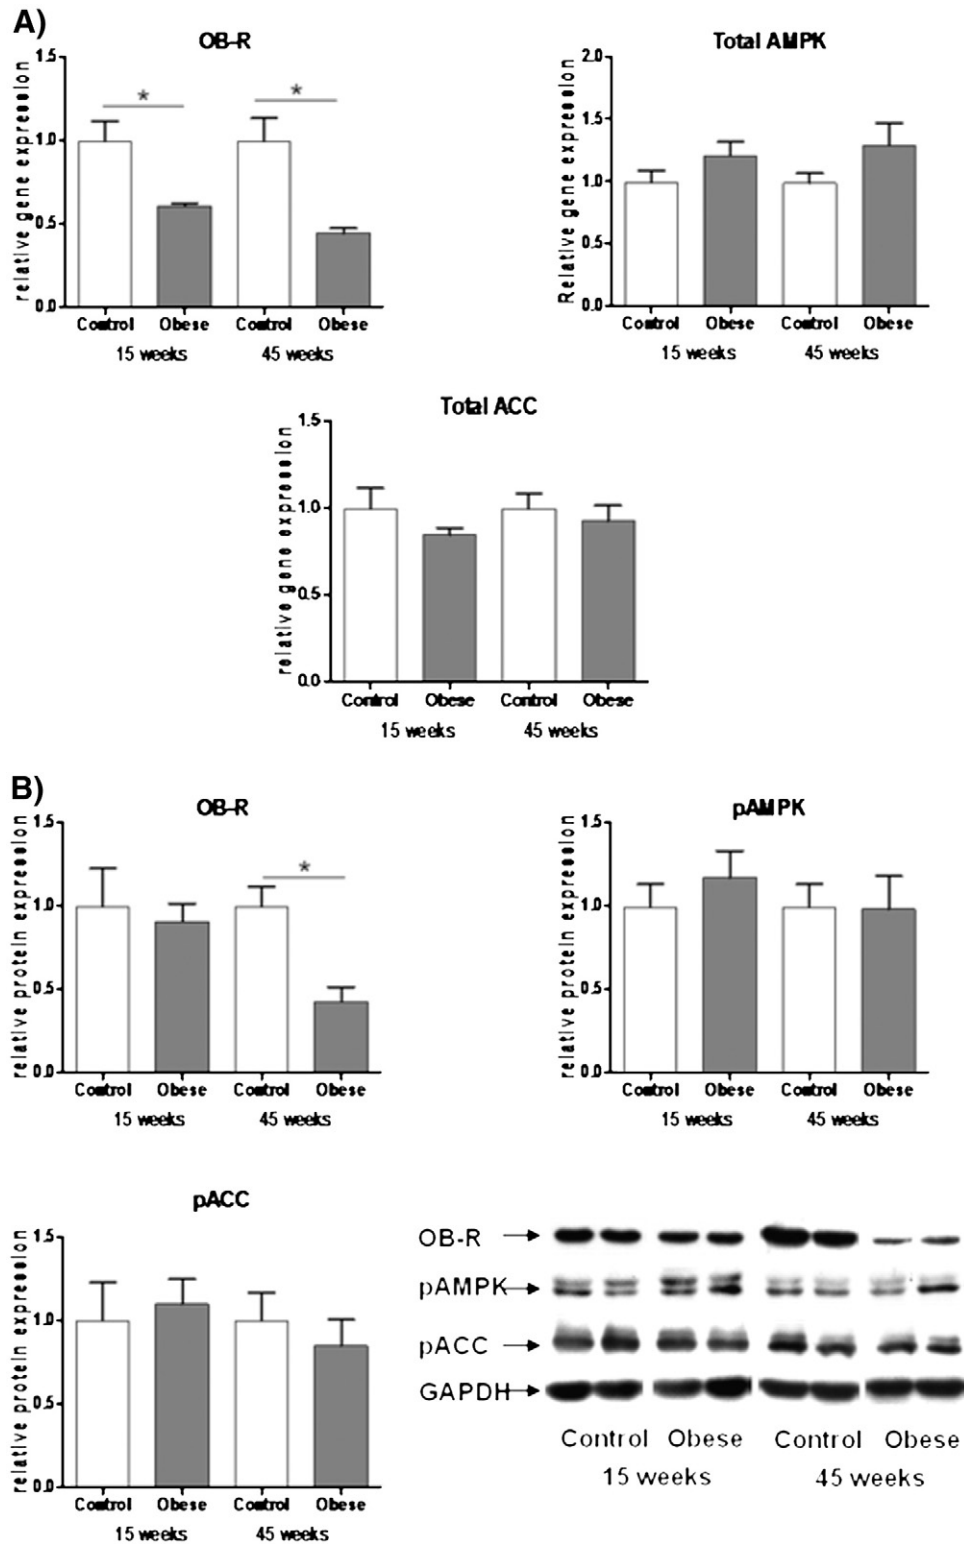 A)
OB-R
relative gene expression
1.5
1.0
0.5
0.0
*
*
Control Obese Control Obese
15 weeks 45 weeks
Total AMPK
Relative gene expression
2.0
1.5
1.0
0.5
0.0
Control Obese Control Obese
15 weeks 45 weeks
Total ACC
relative gene expression
1.5
1.0
0.5
0.0
Control Obese Control Obese
15 weeks 45 weeks
B)
OB-R
relative protein expression
1.5
1.0
0.5
0.0
*
Control Obese Control Obese
15 weeks 45 weeks
pAMPK
relative protein expression
1.5
1.0
0.5
0.0
Control Obese Control Obese
15 weeks 45 weeks
pACC
relative protein expression
1.5
1.0
0.5
0.0
Control Obese Control Obese
15 weeks 45 weeks
OB-R
pAMPK
pACC
GAPDH
Control Obese Control Obese
15 weeks 45 weeks